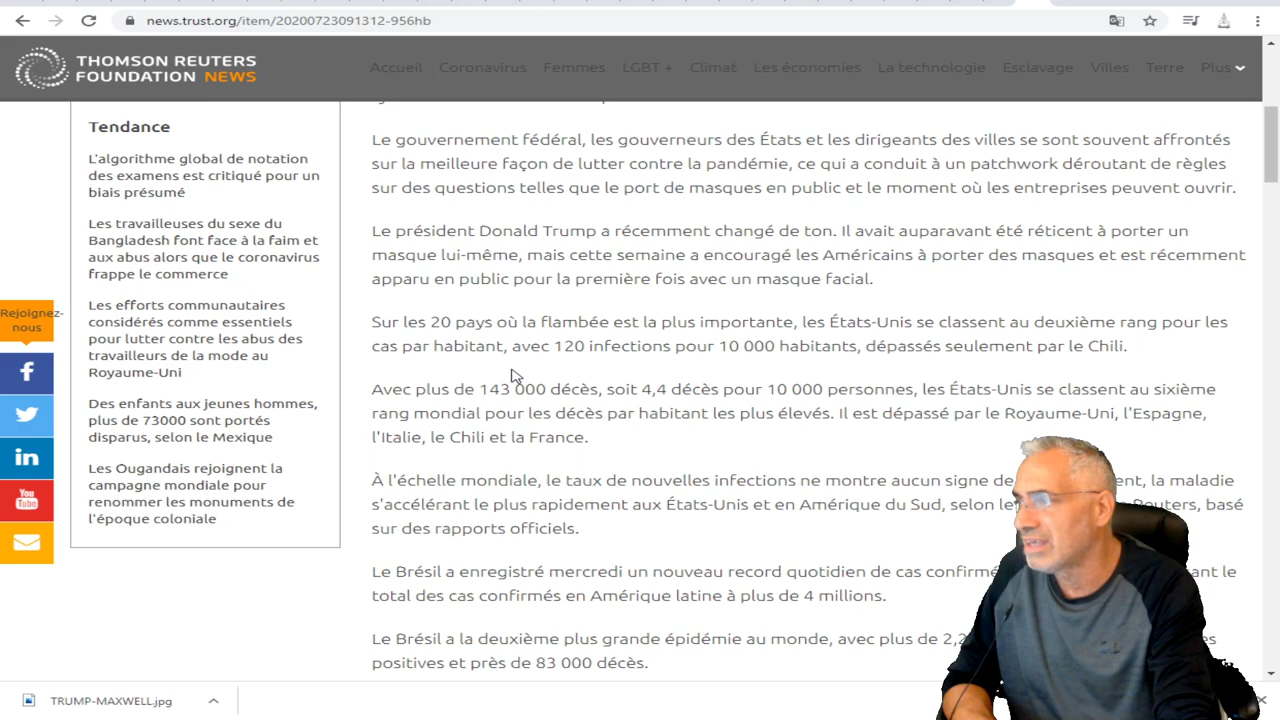 news.trust.org/item/20200723091312-956hb
THOMSON REUTERS
FOUNDATION NEWS
Accueil Coronavirus Femmes LGBT + Climat Les économies La technologie Esclavage Villes Terre Plus
Tendance
L'algorithme global de notation
des examens est critiqué pour un
biais présumé
Les travailleuses du sexe du
Bangladesh font face à la faim et
aux abus alors que le coronavirus
frappe le commerce
Les efforts communautaires
considérés comme essentiels
pour lutter contre les abus des
travailleurs de la mode au
Royaume-Uni
Des enfants aux jeunes hommes,
plus de 73000 sont portés
disparus, selon le Mexique
Les Ougandais rejoignent la
campagne mondiale pour
renommer les monuments de
l'époque coloniale
Rejoignez-
nous
f
in
You
Tube
Le gouvernement fédéral, les gouverneurs des États et les dirigeants des villes se sont souvent affrontés
sur la meilleure façon de lutter contre la pandémie, ce qui a conduit à un patchwork déroutant de règles
sur des questions telles que le port de masques en public et le moment où les entreprises peuvent ouvrir.
Le président Donald Trump a récemment changé de ton. Il avait auparavant été réticent à porter un
masque lui-même, mais cette semaine a encouragé les Américains à porter des masques et est récemment
apparu en public pour la première fois avec un masque facial.
Sur les 20 pays où la flambée est la plus importante, les États-Unis se classent au deuxième rang pour les
cas par habitant, avec 120 infections pour 10 000 habitants, dépassés seulement par le Chili.
Avec plus de 143 000 décès, soit 4,4 décès pour 10 000 personnes, les États-Unis se classent au sixième
rang mondial pour les décès par habitant les plus élevés. Il est dépassé par le Royaume-Uni, l'Espagne,
l'Italie, le Chili et la France.
À l'échelle mondiale, le taux de nouvelles infections ne montre aucun signe de la maladie
s'accélérant le plus rapidement aux États-Unis et en Amérique du Sud, selon Reuters, basé
sur des rapports officiels.
Le Brésil a enregistré mercredi un nouveau record quotidien de cas le
total des cas confirmés en Amérique latine à plus de 4 millions.
Le Brésil a la deuxième plus grande épidémie au monde, avec plus de
positives et près de 83 000 décès.
TRUMP-MAXWELL.jpg